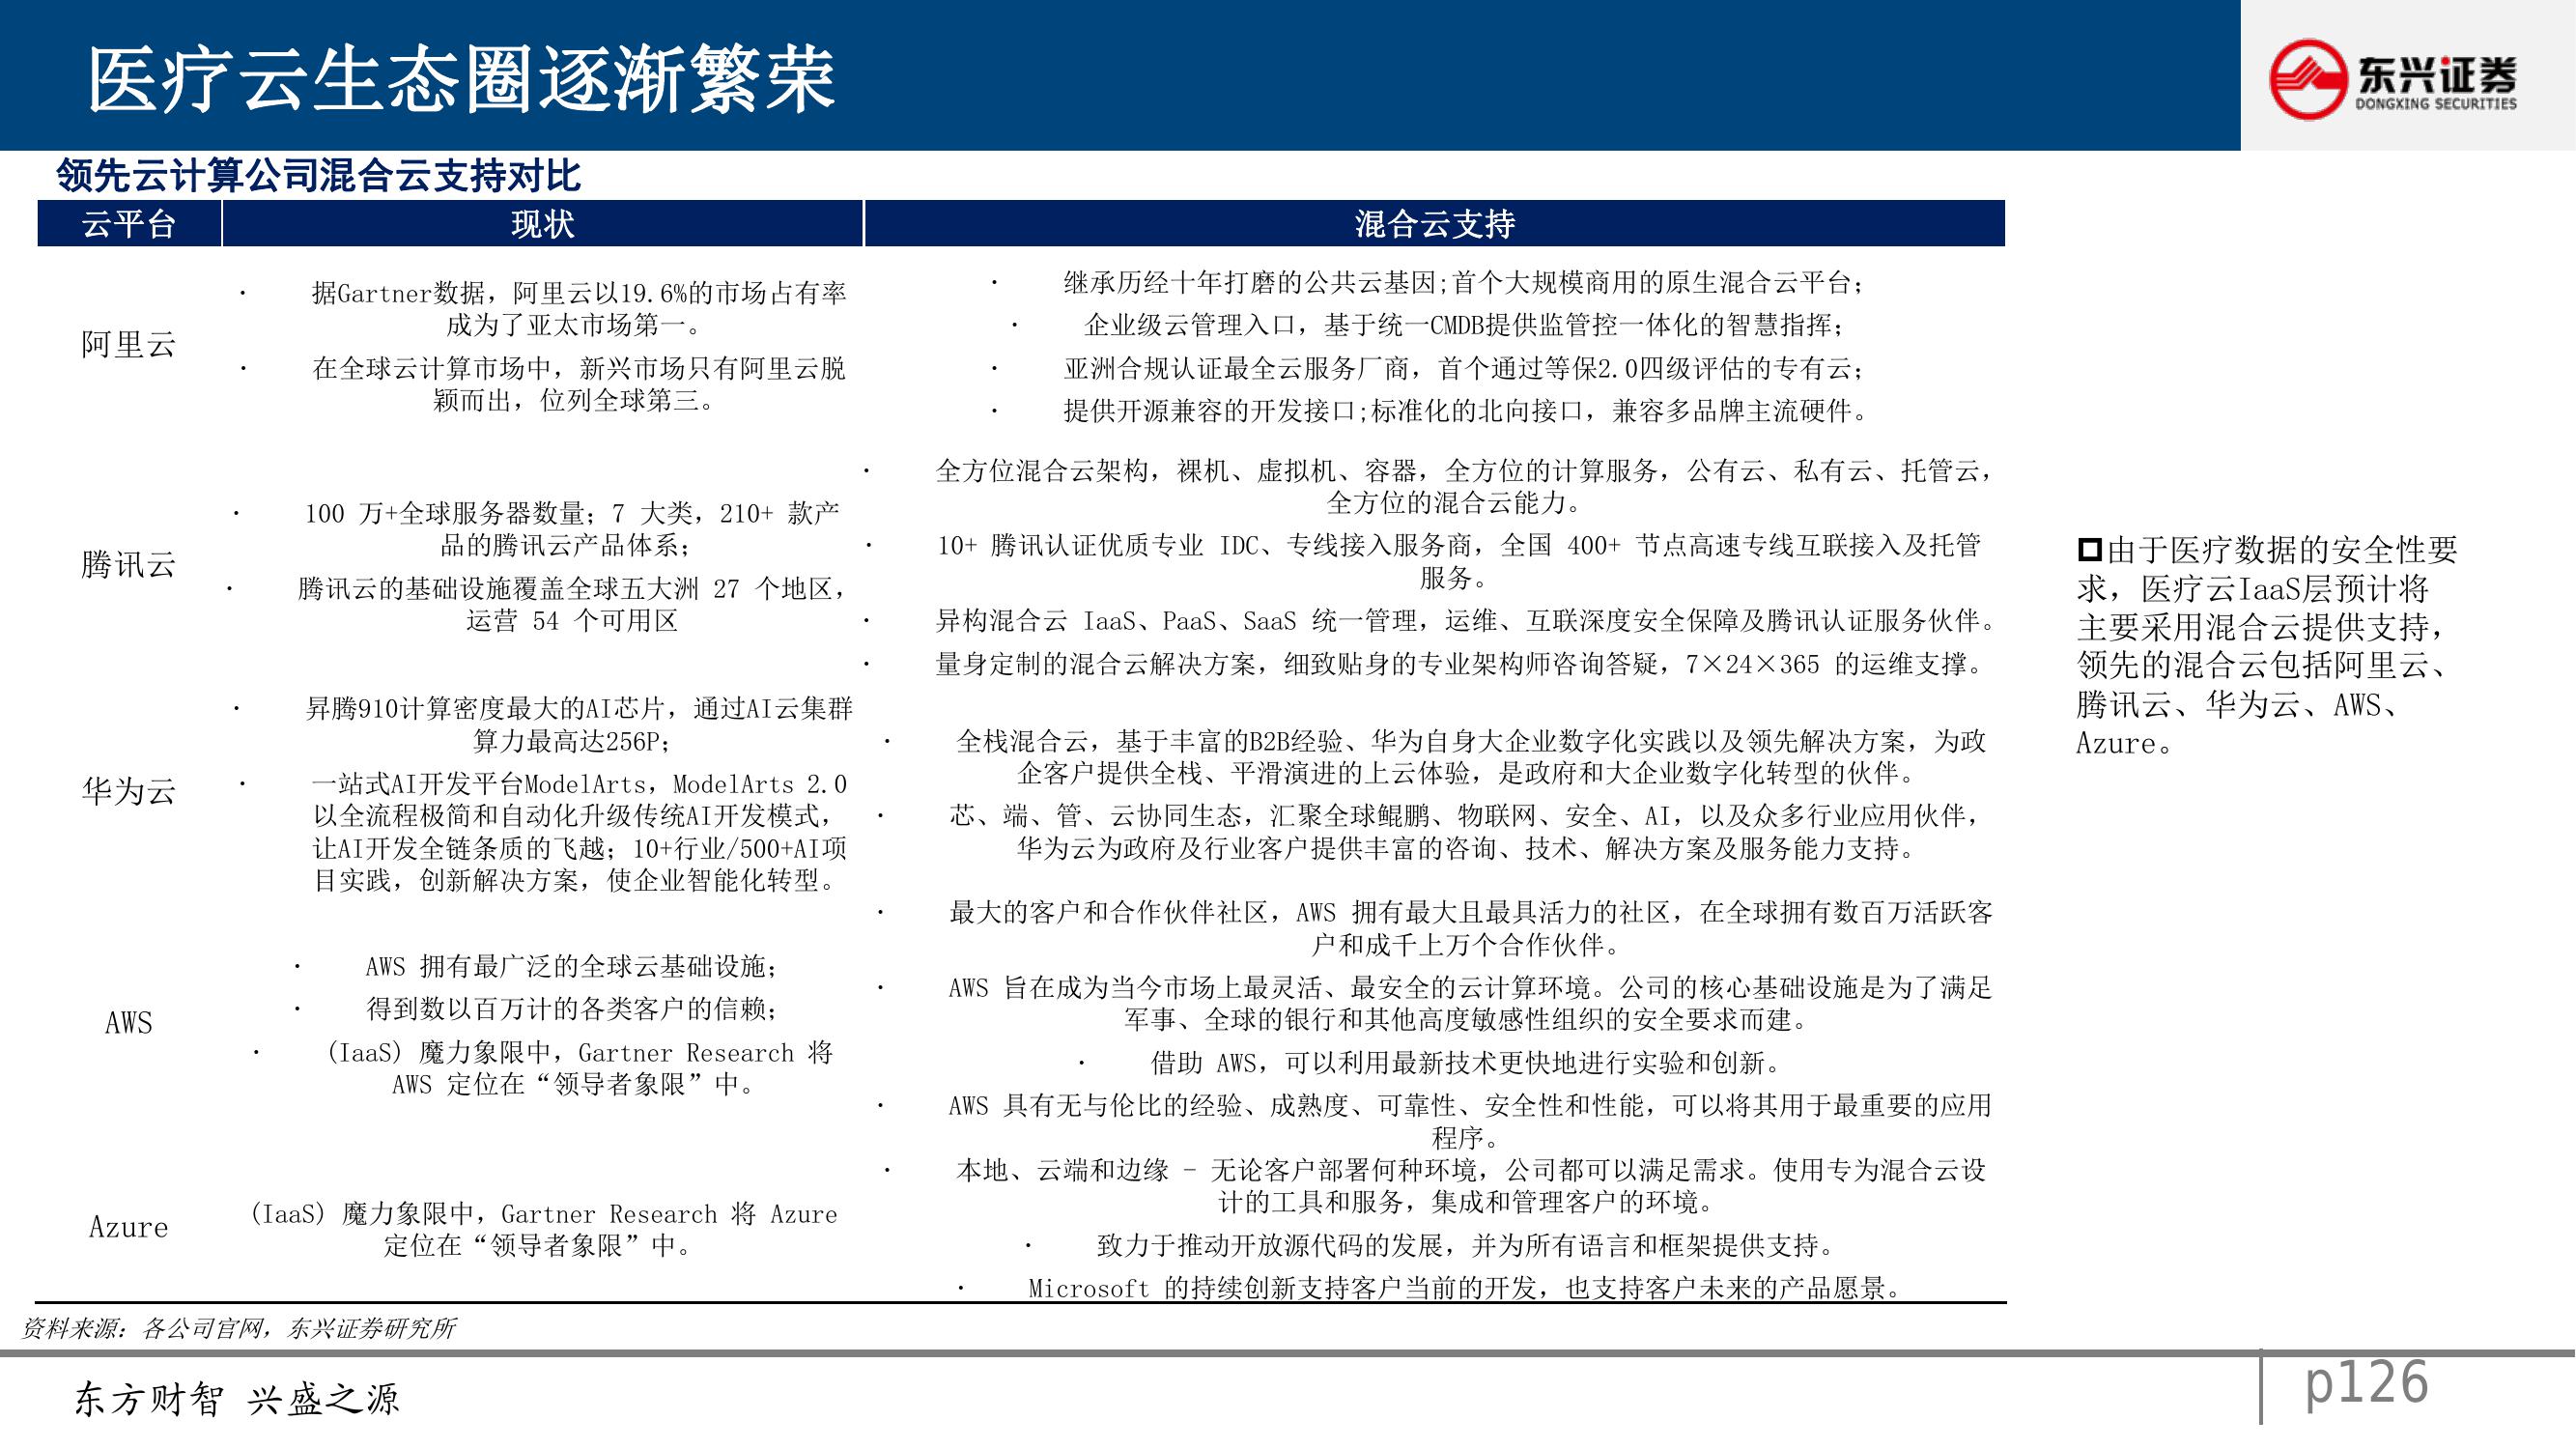 医疗云生态圈逐渐繁荣
东兴证券
DONGXING SECURITIES
领先云计算公司混合云支持对比
云平台
现状
混合云支持
阿里云
· 据Gartner数据，阿里云以19.6%的市场占有率
成为了亚太市场第一。
· 在全球云计算市场中，新兴市场只有阿里云脱
颖而出，位列全球第三。
· 继承历经十年打磨的公共云基因;首个大规模商用的原生混合云平台；
· 企业级云管理入口，基于统一CMDB提供监管控一体化的智慧指挥；
· 亚洲合规认证最全云服务厂商，首个通过等保2.0四级评估的专有云；
· 提供开源兼容的开发接口;标准化的北向接口，兼容多品牌主流硬件。
腾讯云
· 100 万+全球服务器数量；7 大类，210+ 款产
品的腾讯云产品体系；
· 腾讯云的基础设施覆盖全球五大洲 27 个地区，
运营 54 个可用区
· 全方位混合云架构，裸机、虚拟机、容器，全方位的计算服务，公有云、私有云、托管云，
全方位的混合云能力。
· 10+ 腾讯认证优质专业 IDC、专线接入服务商，全国 400+ 节点高速专线互联接入及托管
服务。
· 异构混合云 IaaS、PaaS、SaaS 统一管理，运维、互联深度安全保障及腾讯认证服务伙伴。
· 量身定制的混合云解决方案，细致贴身的专业架构师咨询答疑，7×24×365 的运维支撑。
华为云
· 昇腾910计算密度最大的AI芯片，通过AI云集群
算力最高达256P；
· 一站式AI开发平台ModelArts，ModelArts 2.0
以全流程极简和自动化升级传统AI开发模式，
让AI开发全链条质的飞越；10+行业/500+AI项
目实践，创新解决方案，使企业智能化转型。
· 全栈混合云，基于丰富的B2B经验、华为自身大企业数字化实践以及领先解决方案，为政
企客户提供全栈、平滑演进的上云体验，是政府和大企业数字化转型的伙伴。
· 芯、端、管、云协同生态，汇聚全球鲲鹏、物联网、安全、AI，以及众多行业应用伙伴，
华为云为政府及行业客户提供丰富的咨询、技术、解决方案及服务能力支持。
AWS
· AWS 拥有最广泛的全球云基础设施；
· 得到数以百万计的各类客户的信赖；
· （IaaS）魔力象限中，Gartner Research 将
AWS 定位在“领导者象限”中。
· 最大的客户和合作伙伴社区，AWS 拥有最大且最具活力的社区，在全球拥有数百万活跃客
户和成千上万个合作伙伴。
· AWS 旨在成为当今市场上最灵活、最安全的云计算环境。公司的核心基础设施是为了满足
军事、全球的银行和其他高度敏感性组织的安全要求而建。
· 借助 AWS，可以利用最新技术更快地进行实验和创新。
· AWS 具有无与伦比的经验、成熟度、可靠性、安全性和性能，可以将其用于最重要的应用
程序。
Azure
（IaaS）魔力象限中，Gartner Research 将 Azure
定位在“领导者象限”中。
· 本地、云端和边缘 - 无论客户部署何种环境，公司都可以满足需求。使用专为混合云设
计的工具和服务，集成和管理客户的环境。
· 致力于推动开放源代码的发展，并为所有语言和框架提供支持。
· Microsoft 的持续创新支持客户当前的开发，也支持客户未来的产品愿景。
由于医疗数据的安全性要
求，医疗云IaaS层预计将
主要采用混合云提供支持，
领先的混合云包括阿里云、
腾讯云、华为云、AWS、
Azure。
资料来源：各公司官网，东兴证券研究所
东方财智 兴盛之源
p126